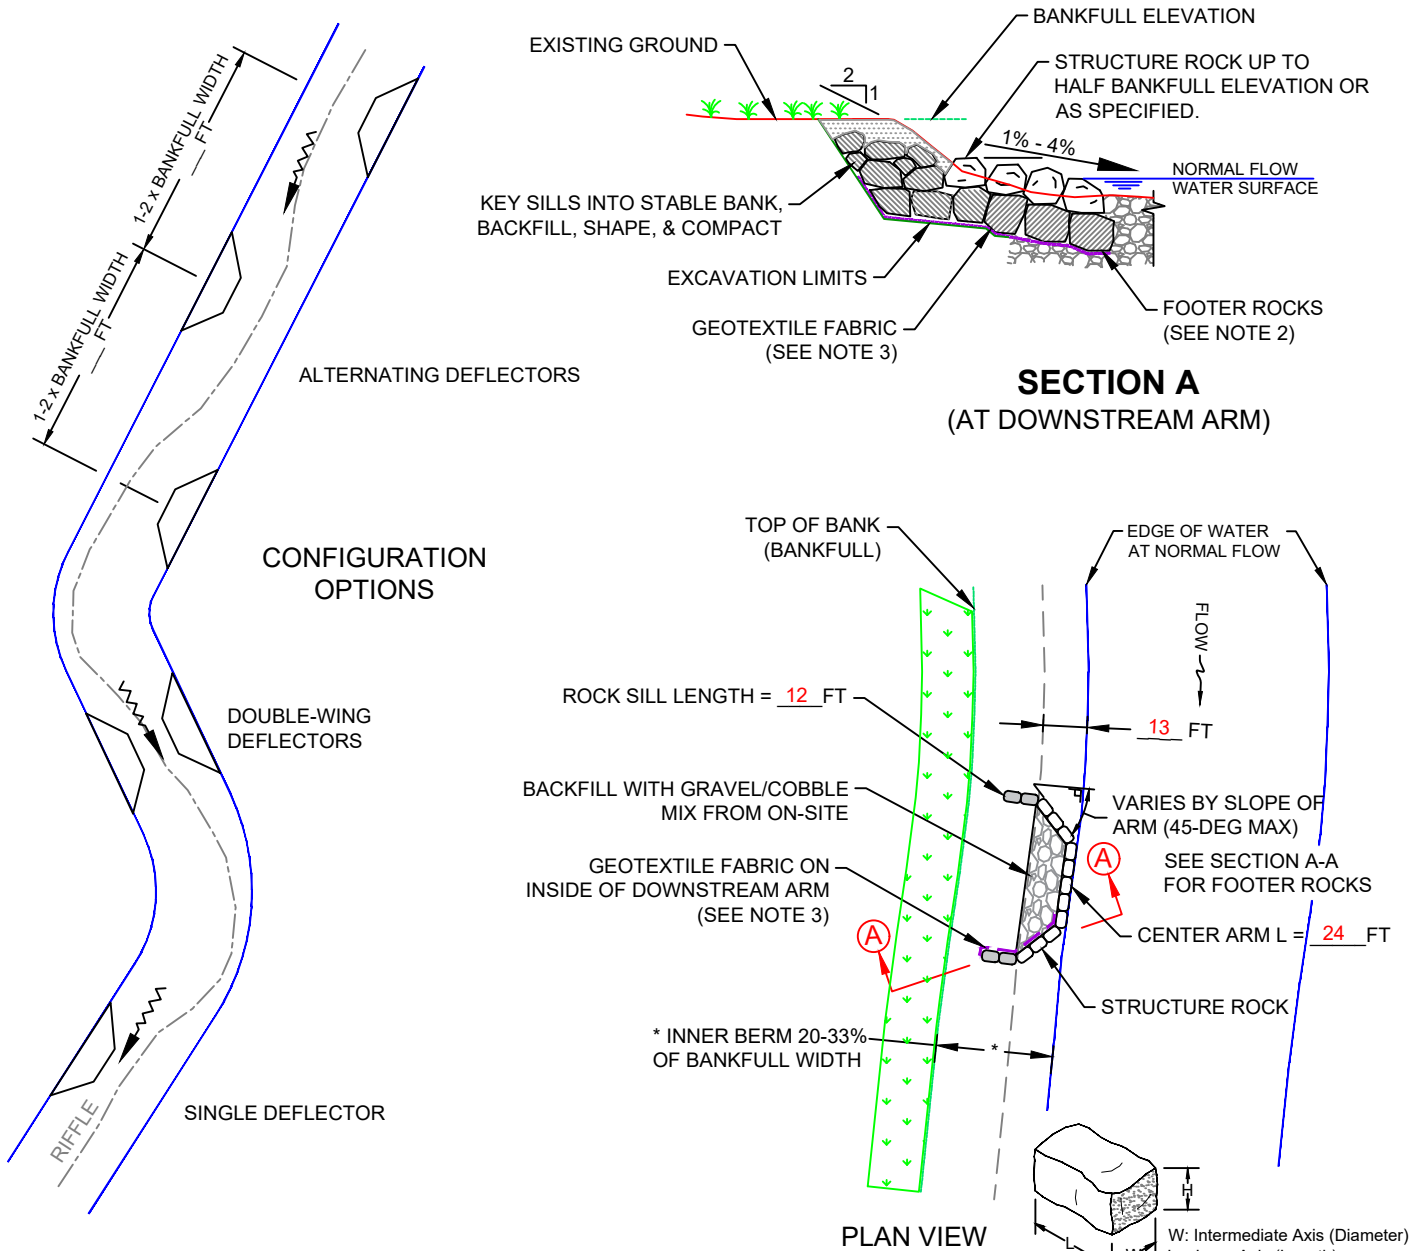 BANKFULL ELEVATION
EXISTING GROUND
STRUCTURE ROCK UP TO
HALF BANKFULL ELEVATION OR
AS SPECIFIED.
2
1
1% - 4%
NORMAL FLOW
WATER SURFACE
KEY SILLS INTO STABLE BANK,
BACKFILL, SHAPE, & COMPACT
EXCAVATION LIMITS
GEOTEXTILE FABRIC
(SEE NOTE 3)
FOOTER ROCKS
(SEE NOTE 2)
SECTION A
(AT DOWNSTREAM ARM)
1-2 x BANKFULL WIDTH
___ FT
1-2 x BANKFULL WIDTH
___ FT
ALTERNATING DEFLECTORS
CONFIGURATION
OPTIONS
DOUBLE-WING
DEFLECTORS
SINGLE DEFLECTOR
RIFFLE
TOP OF BANK
(BANKFULL)
EDGE OF WATER
AT NORMAL FLOW
FLOW
ROCK SILL LENGTH = 12 FT
13 FT
BACKFILL WITH GRAVEL/COBBLE
MIX FROM ON-SITE
VARIES BY SLOPE OF
ARM (45-DEG MAX)
GEOTEXTILE FABRIC ON
INSIDE OF DOWNSTREAM ARM
(SEE NOTE 3)
A
SEE SECTION A-A
FOR FOOTER ROCKS
A
CENTER ARM L = 24 FT
STRUCTURE ROCK
* INNER BERM 20-33%
OF BANKFULL WIDTH
*
H
L
PLAN VIEW
W: Intermediate Axis (Diameter)